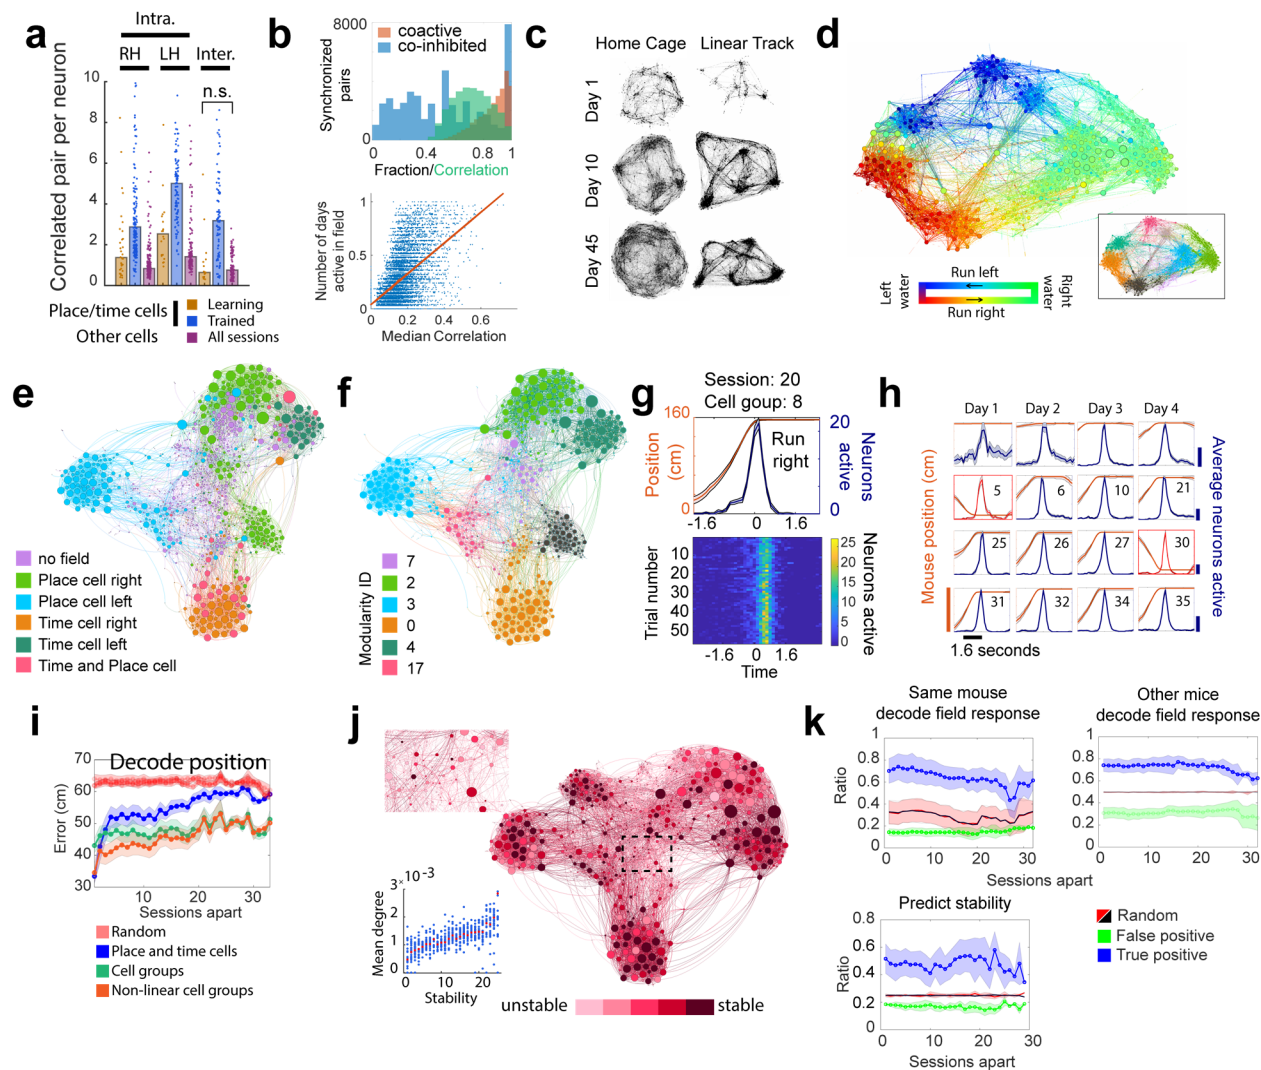 a
Intra.
RH
LH
Inter.
n.s.
Correlated pair per neuron
10
8
6
4
2
0
Place/time cells
Other cells
Learning
Trained
All sessions
b
8000
coactive
co-inhibited
Synchronized
pairs
0
0 0.4 0.8 1
Fraction/Correlation
Number of days
active in field
1
0.5
0
0 0.2 0.4 0.6
Median Correlation
c
Home Cage Linear Track
Day 1
Day 10
Day 45
d
Left
water
Run left
Run right
Right
water
e
no field
Place cell right
Place cell left
Time cell right
Time cell left
Time and Place cell
f
Modularity ID
7
2
3
0
4
17
g
Session: 20
Cell goup: 8
160
Position
(cm)
0
Run
right
20
Neurons
active
0
-1.6 0 1.6
Trial number
10
20
30
40
50
25
20
15
10
5
0
Neurons active
-1.6 0 1.6
Time
h
Day 1 Day 2 Day 3 Day 4
5 6 10 21
25 26 27 30
31 32 34 35
Mouse position (cm)
Average neurons active
1.6 seconds
i
Decode position
70
60
50
40
30
Error (cm)
10 20 30
Sessions apart
Random
Place and time cells
Cell groups
Non-linear cell groups
j
3×10⁻³
2
1
0
Mean degree
0 10 20
Stability
unstable stable
k
Same mouse
decode field response
1
0.8
0.6
0.4
0.2
0
Ratio
0 10 20 30
Sessions apart
Other mice
decode field response
1
0.8
0.6
0.4
0.2
0
0 10 20 30
Predict stability
0.8
0.6
0.4
0.2
0
Ratio
0 10 20 30
Sessions apart
Random
False positive
True positive